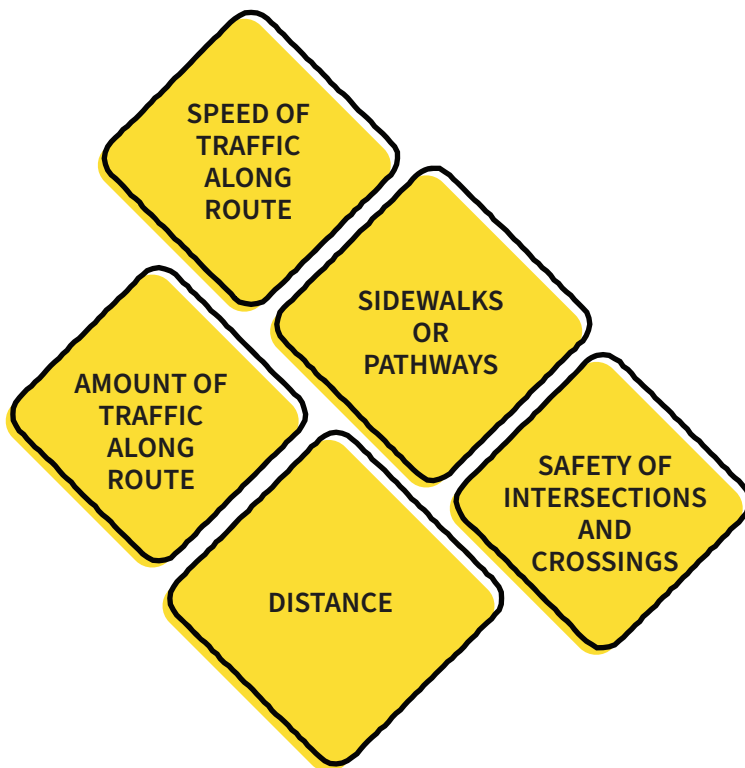 SPEED OF
TRAFFIC
ALONG
ROUTE
SIDEWALKS
OR
PATHWAYS
AMOUNT OF
TRAFFIC
ALONG
ROUTE
SAFETY OF
INTERSECTIONS
AND
CROSSINGS
DISTANCE